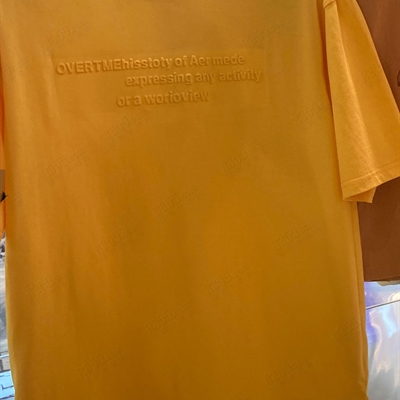 OVERTMEhisstoty of Aermede
expressing any activity
or a worloview